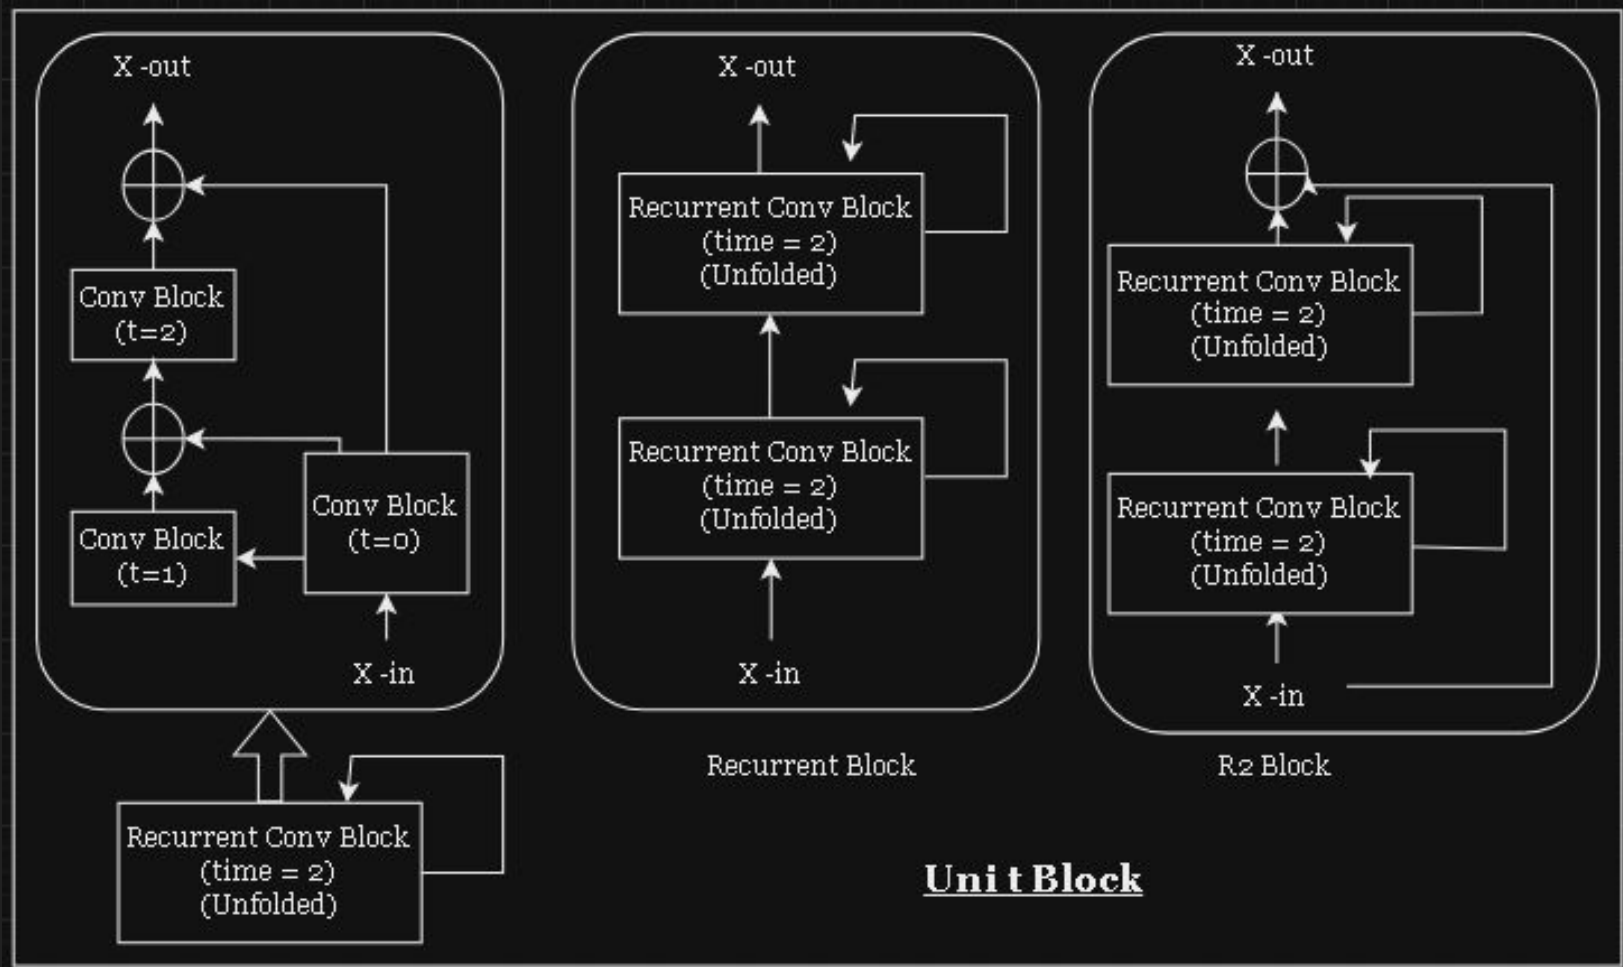 X -out
Conv Block
(t=2)
Conv Block
(t=1)
Conv Block
(t=0)
X -in
Recurrent Conv Block
(time = 2)
(Unfolded)
X -out
Recurrent Conv Block
(time = 2)
(Unfolded)
Recurrent Conv Block
(time = 2)
(Unfolded)
X -in
Recurrent Block
X -out
Recurrent Conv Block
(time = 2)
(Unfolded)
Recurrent Conv Block
(time = 2)
(Unfolded)
X -in
R2 Block
Uni t Block